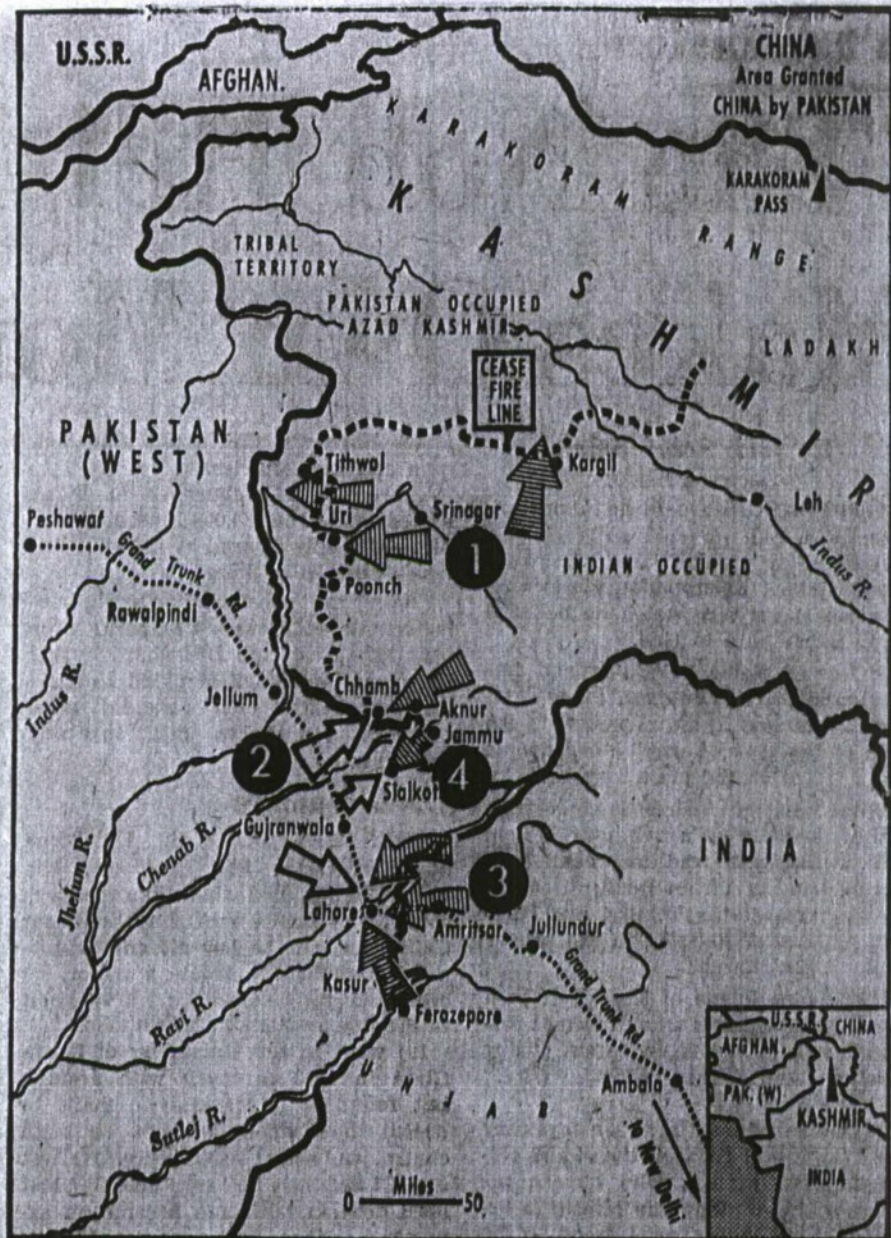 U.S.S.R.
AFGHAN.
CHINA
Area Granted
CHINA by PAKISTAN
KARAKORAM
RANGE
KARAKORAM
PASS
KASHMIR
TRIBAL
TERRITORY
PAKISTAN OCCUPIED
AZAD KASHMIR
LADAKH
CEASE
FIRE
LINE
PAKISTAN
(WEST)
Tithwal
Kargil
Uri
Srinagar
Leh
Peshawar
Grand Trunk
Rd.
1
INDIAN OCCUPIED
Indus R.
Poonch
Rawalpindi
Indus R.
Jellum
Chhamb
Aknur
Jammu
2
4
Sialkot
Gujranwala
Jhelum R.
Chenab R.
INDIA
3
Lahore
Amritsar
Jullundur
Kasur
Grand Trunk Rd.
Ravi R.
Ferozepore
PUNJAB
Ambala
Sutlej R.
to New Delhi
Miles
0 50
U.S.S.R.
CHINA
AFGHAN.
PAK. (W)
KASHMIR
INDIA